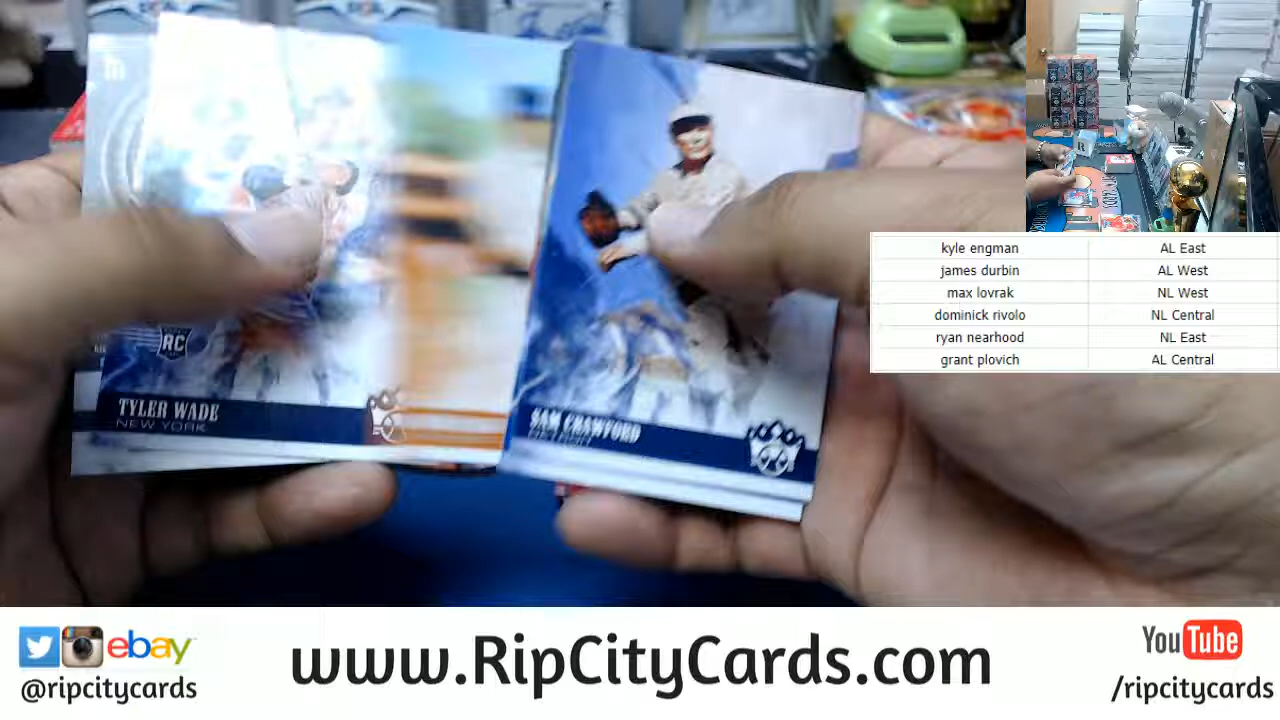 kyle engman AL East
james durbin AL West
max lovrak NL West
dominick rivolo NL Central
ryan nearhood NL East
grant plovich AL Central
RC
TYLER WADE
NEW YORK
SAM CRAWFORD
DETROIT
ebay
@ripcitycards
www.RipCityCards.com
YouTube
/ripcitycards